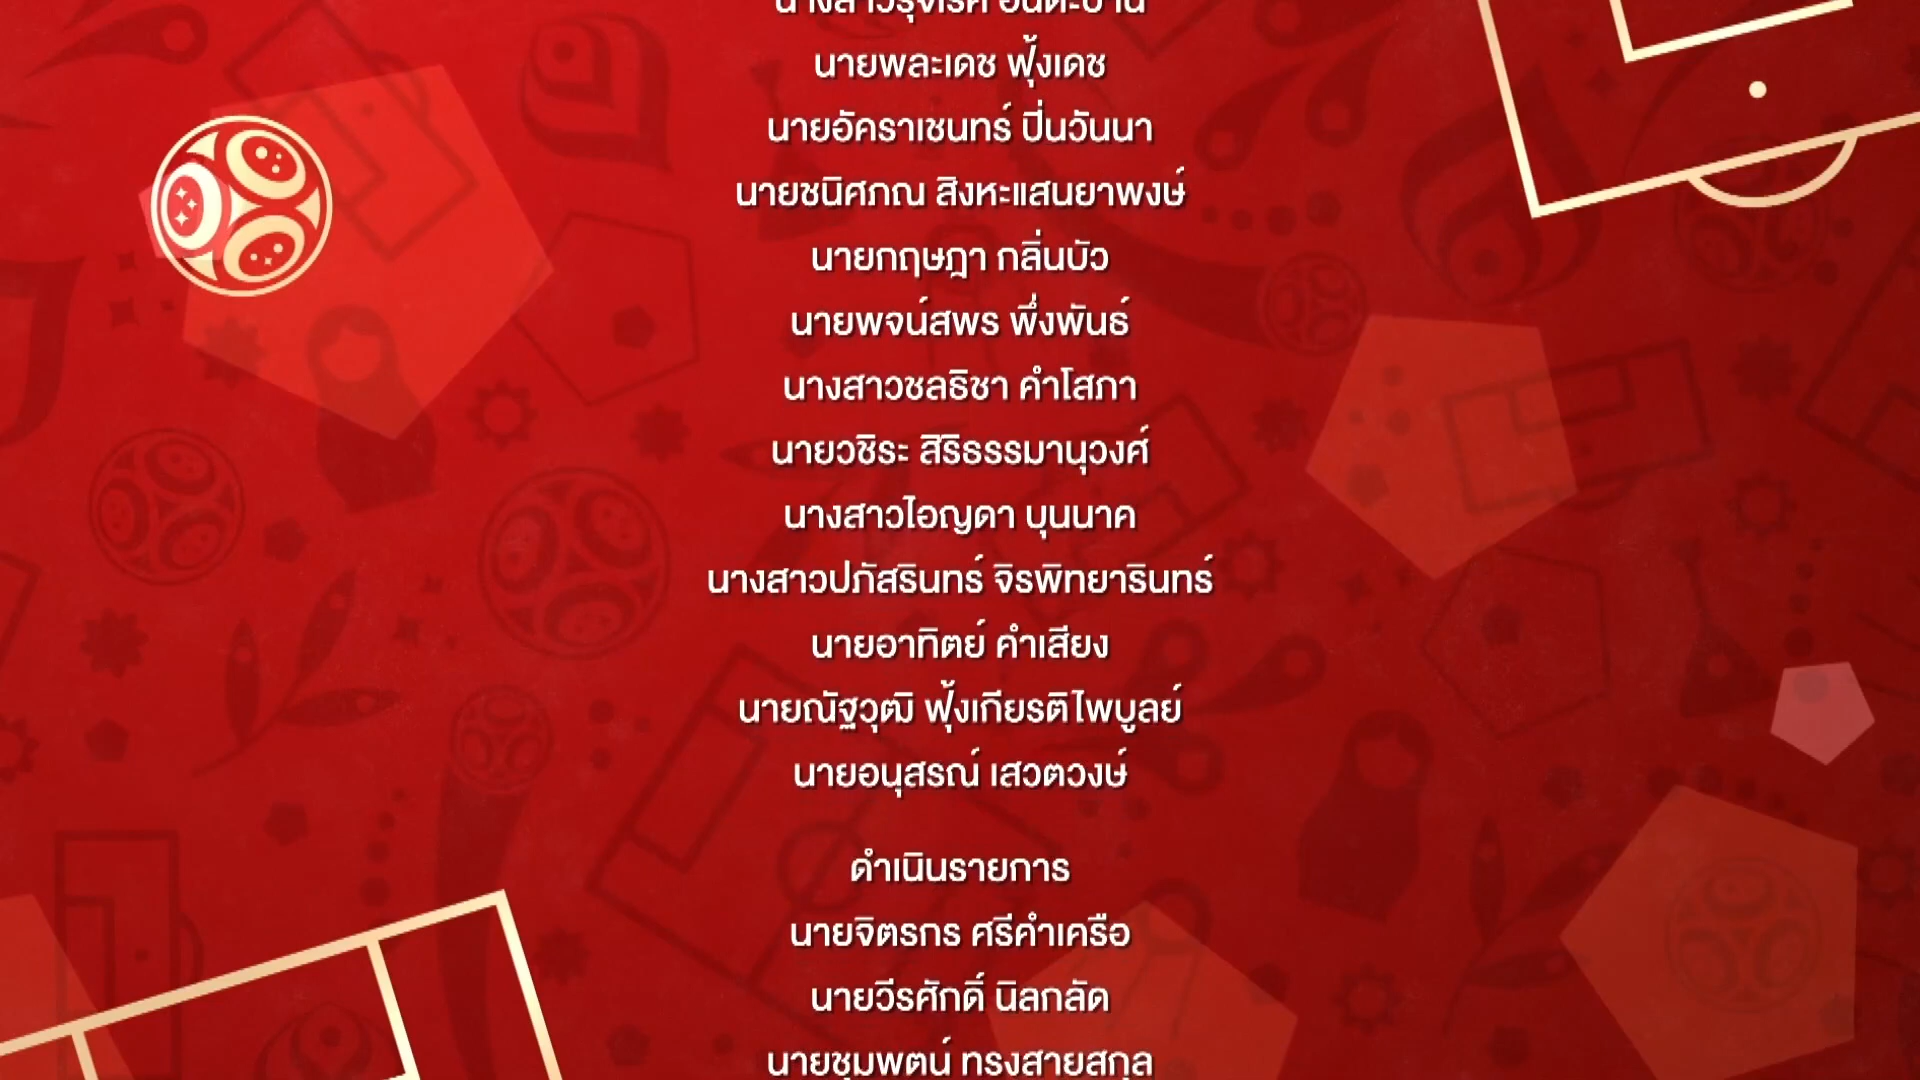 นายพละเดช ฟุ้งเดช
นายอัคราเชนทร์ ปิ่นวันนา
นายชนิศภณ สิงหะแสนยาพงษ์
นายกฤษฎา กลิ่นบัว
นายพจน์สพร พึ่งพันธ์
นางสาวชลธิชา คำโสภา
นายวชิระ สิริธรรมานุวงศ์
นางสาวไอญดา บุนนาค
นางสาวปภัสรินทร์ จิรพิทยารินทร์
นายอาทิตย์ คำเสียง
นายณัฐวุฒิ ฟุ้งเกียรติไพบูลย์
นายอนุสรณ์ เสวตวงษ์
ดำเนินรายการ
นายจิตรกร ศรีคำเครือ
นายวีรศักดิ์ นิลกลัด
นายชุมพตน์ ทรงสายสกุล